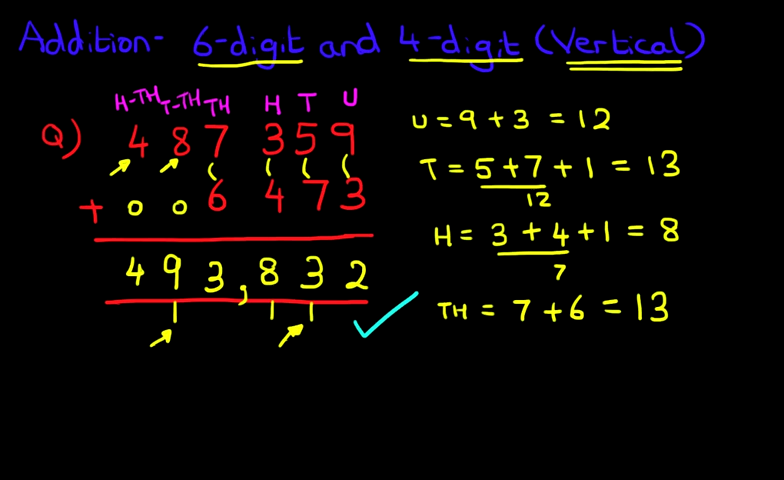 Addition- 6-digit and 4-digit (Vertical)
H-TH T-TH TH H T U
Q) 4 8 7 3 5 9
+ 0 0 6 4 7 3
4 9 3 , 8 3 2
1 1 1
U = 9 + 3 = 12
T = 5 + 7 + 1 = 13
12
H = 3 + 4 + 1 = 8
7
TH = 7 + 6 = 13